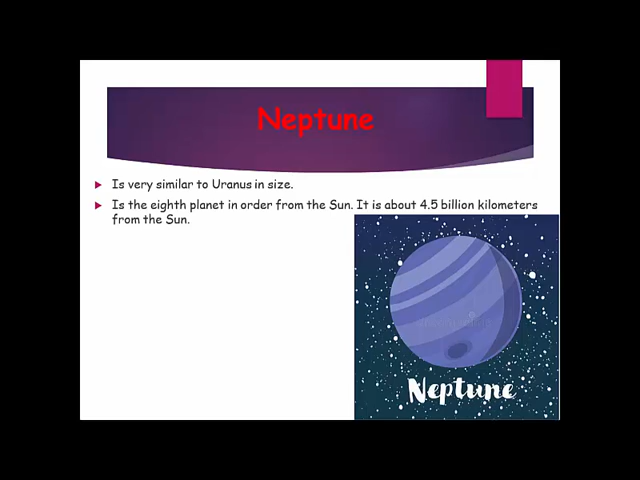 Neptune
Is very similar to Uranus in size.
Is the eighth planet in order from the Sun. It is about 4.5 billion kilometers
from the Sun.
Neptune